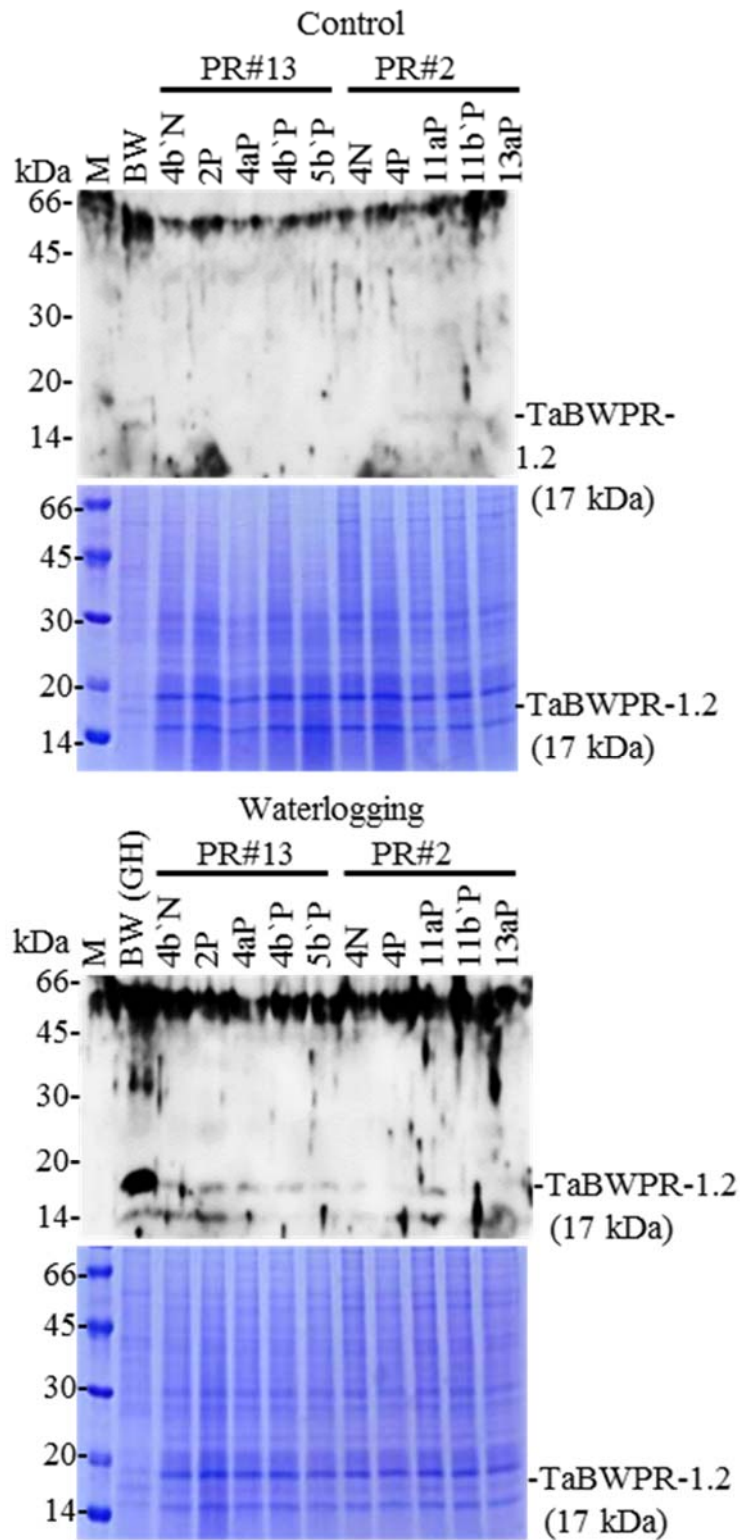 Control
PR#13 PR#2
kDa M BW 4b`N 2P 4aP 4b`P 5b`P 4N 4P 11aP 11b`P 13aP
66-
45-
30-
20-
-TaBWPR-
14-
1.2
(17 kDa)
66-
45-
30-
20-
-TaBWPR-1.2
14-
(17 kDa)
Waterlogging
PR#13 PR#2
kDa M BW (GH) 4b`N 2P 4aP 4b`P 5b`P 4N 4P 11aP 11b`P 13aP
66-
45-
30-
20-
-TaBWPR-1.2
14-
(17 kDa)
66-
45-
30-
20-
-TaBWPR-1.2
14-
(17 kDa)